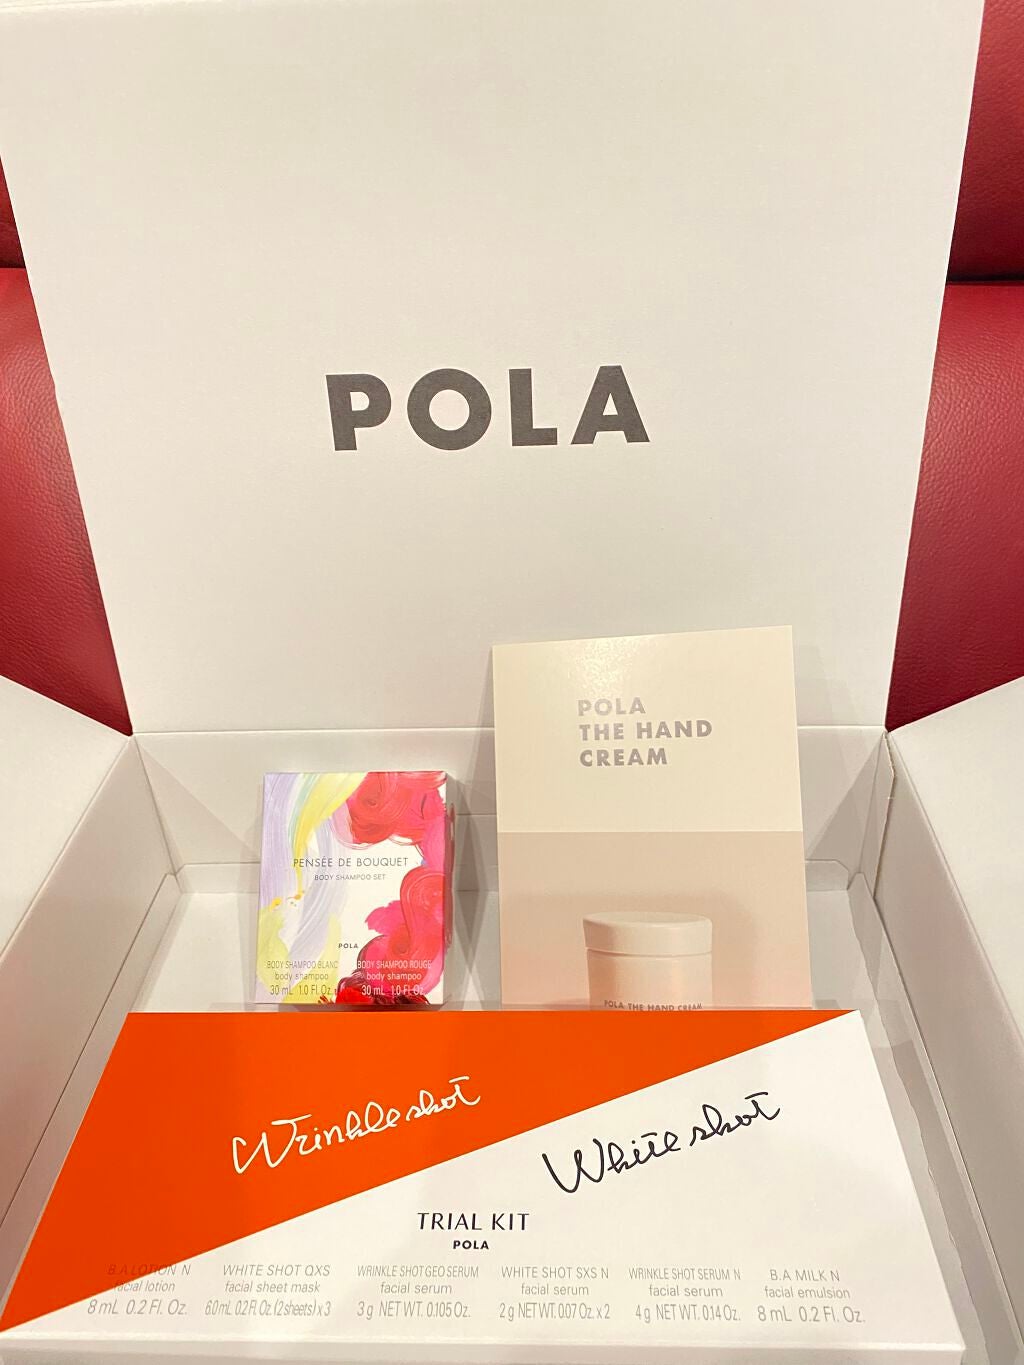 POLA
POLA
THE HAND
CREAM
PENSÉE DE BOUQUET
BODY SHAMPOO SET
POLA
BODY SHAMPOO BLANC
body shampoo
30 mL 1.0 Fl. Oz.
BODY SHAMPOO ROUGE
body shampoo
30 mL 1.0 Fl. Oz.
POLA THE HAND CREAM
Wrinkle shot
White shot
TRIAL KIT
POLA
B.A LOTION N
facial lotion
8 mL 0.2 Fl. Oz.
WHITE SHOT QXS
facial sheet mask
6.0mL 0.2 Fl. Oz. (2 sheets) x 3
WRINKLE SHOT GEO SERUM
facial serum
3 g NET WT. 0.105 Oz.
WHITE SHOT SXS N
facial serum
2 g NET WT. 0.07 Oz. x 2
WRINKLE SHOT SERUM N
facial serum
4 g NET WT. 0.14 Oz.
B.A MILK N
facial emulsion
8 mL 0.2 Fl. Oz.